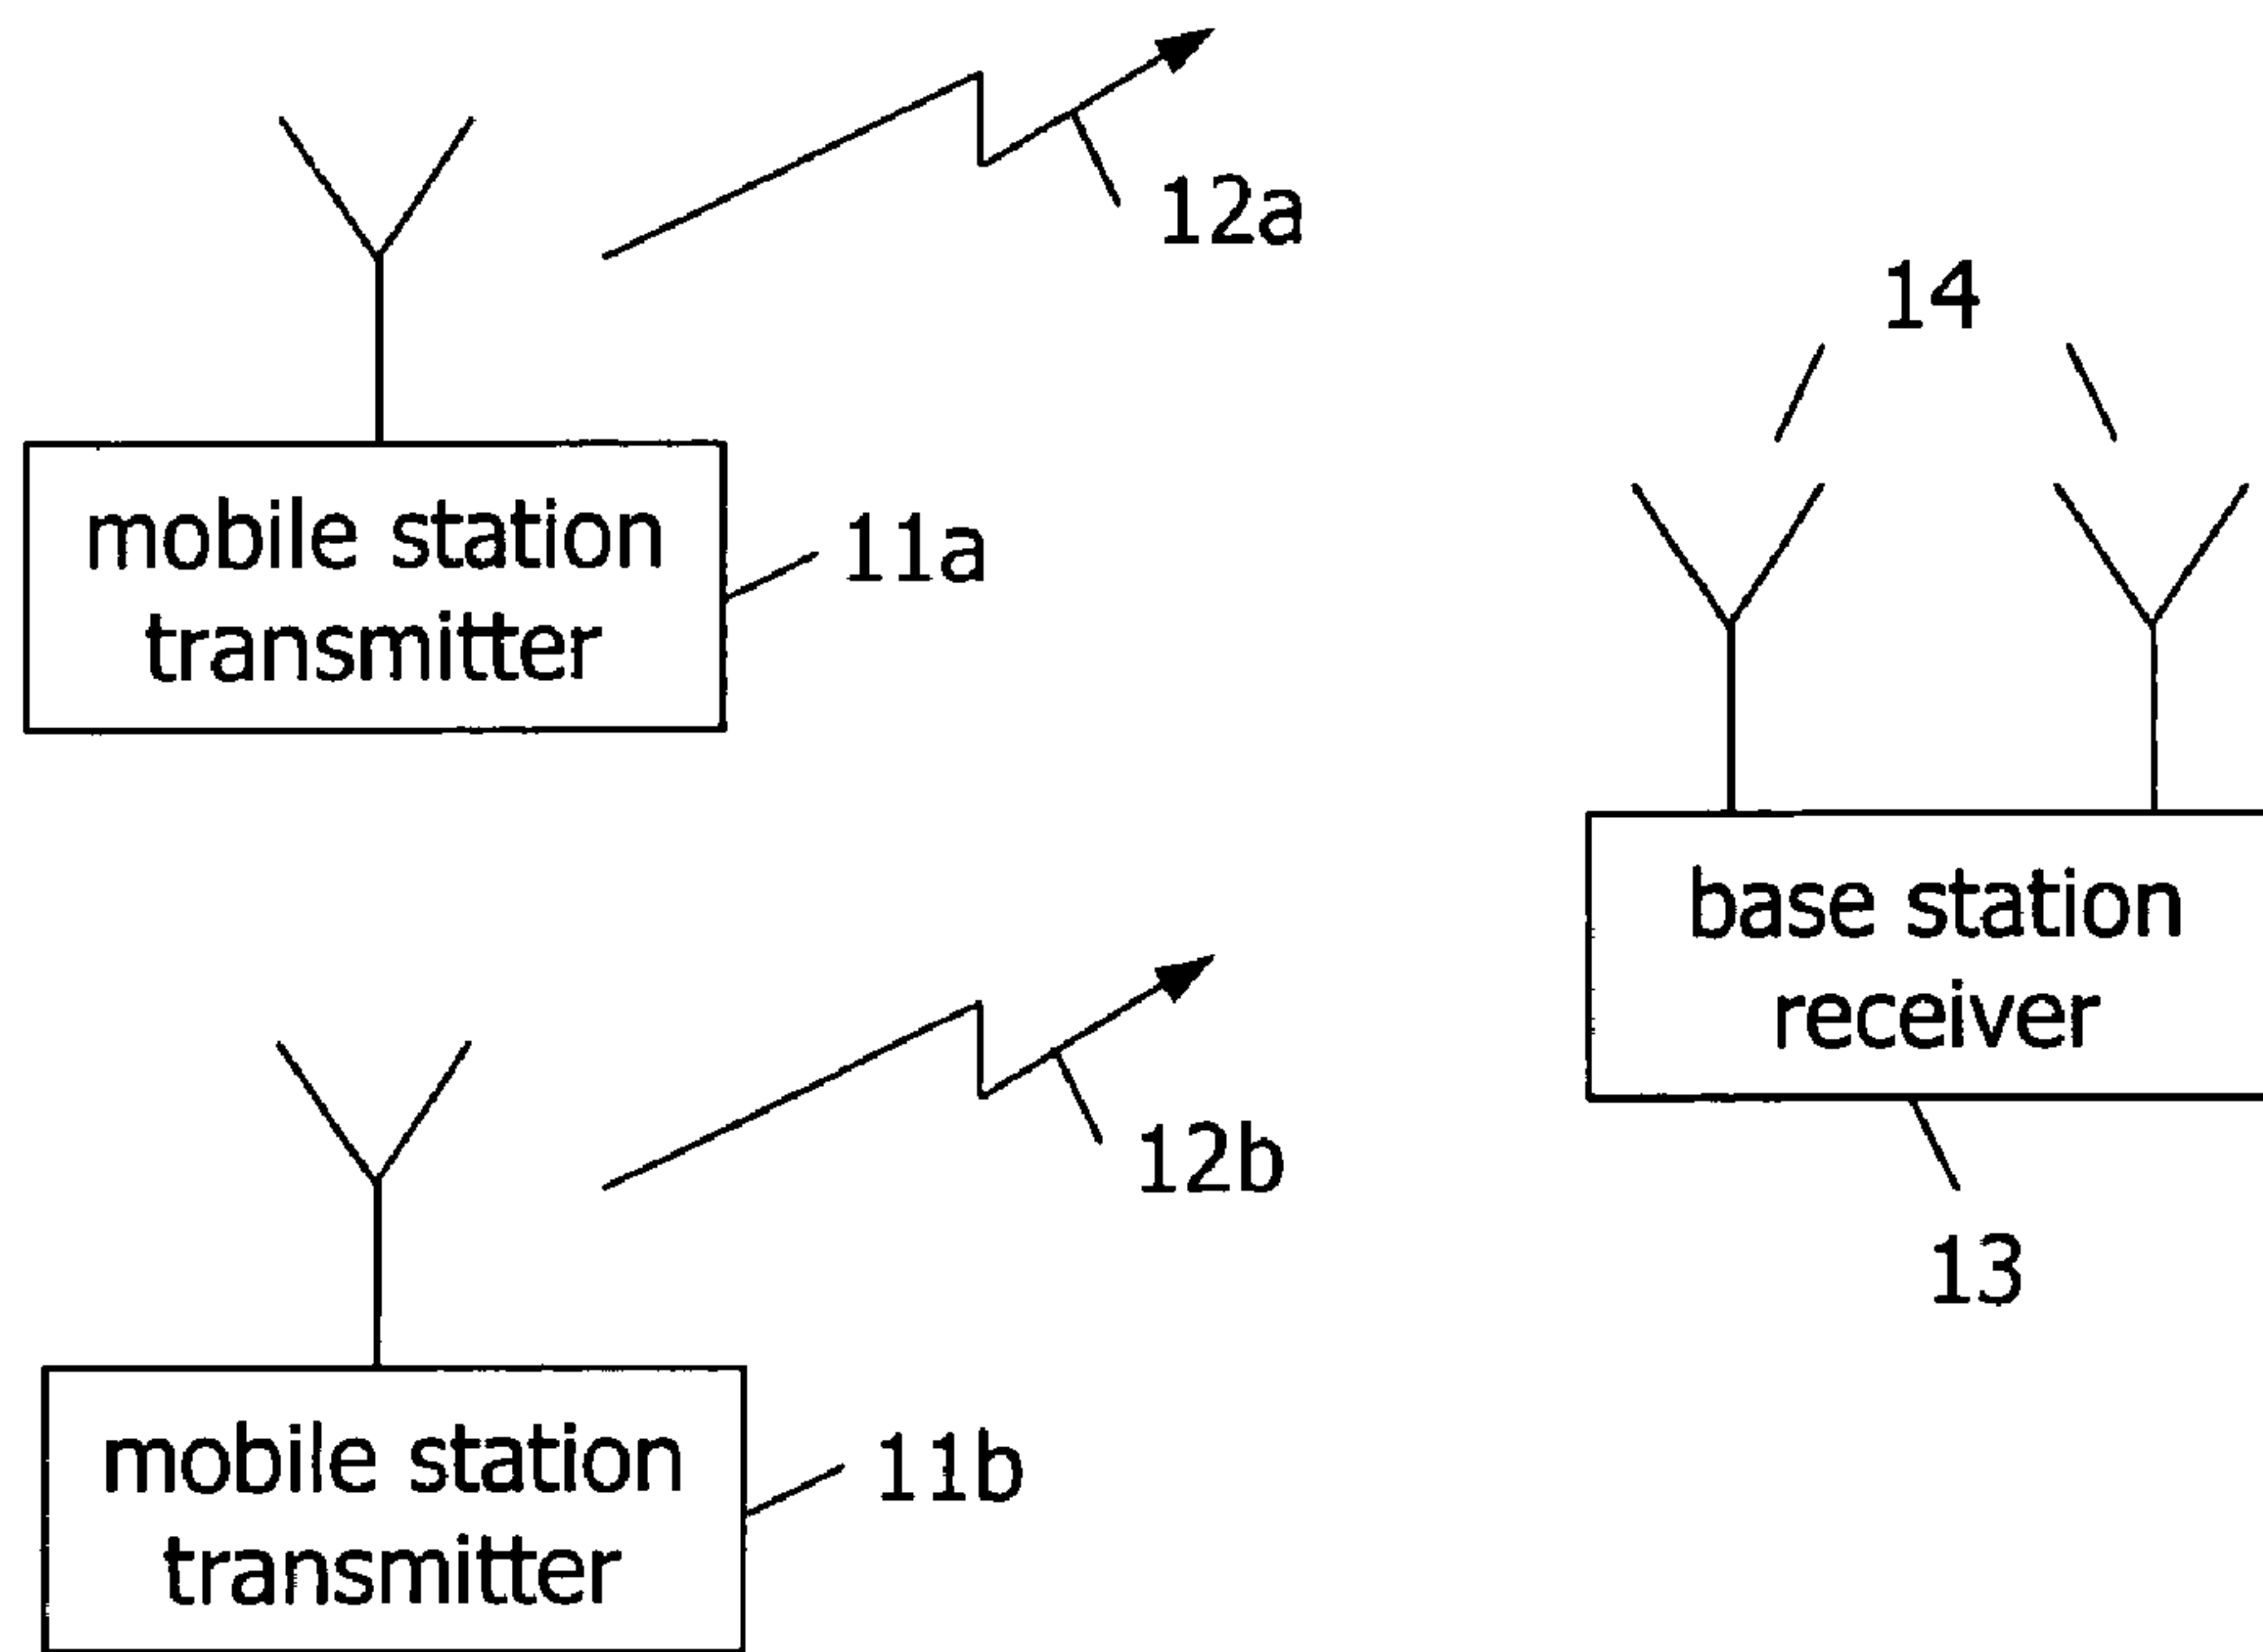 12a
14
mobile station
transmitter
11a
base station
receiver
12b
13
mobile station
transmitter
11b